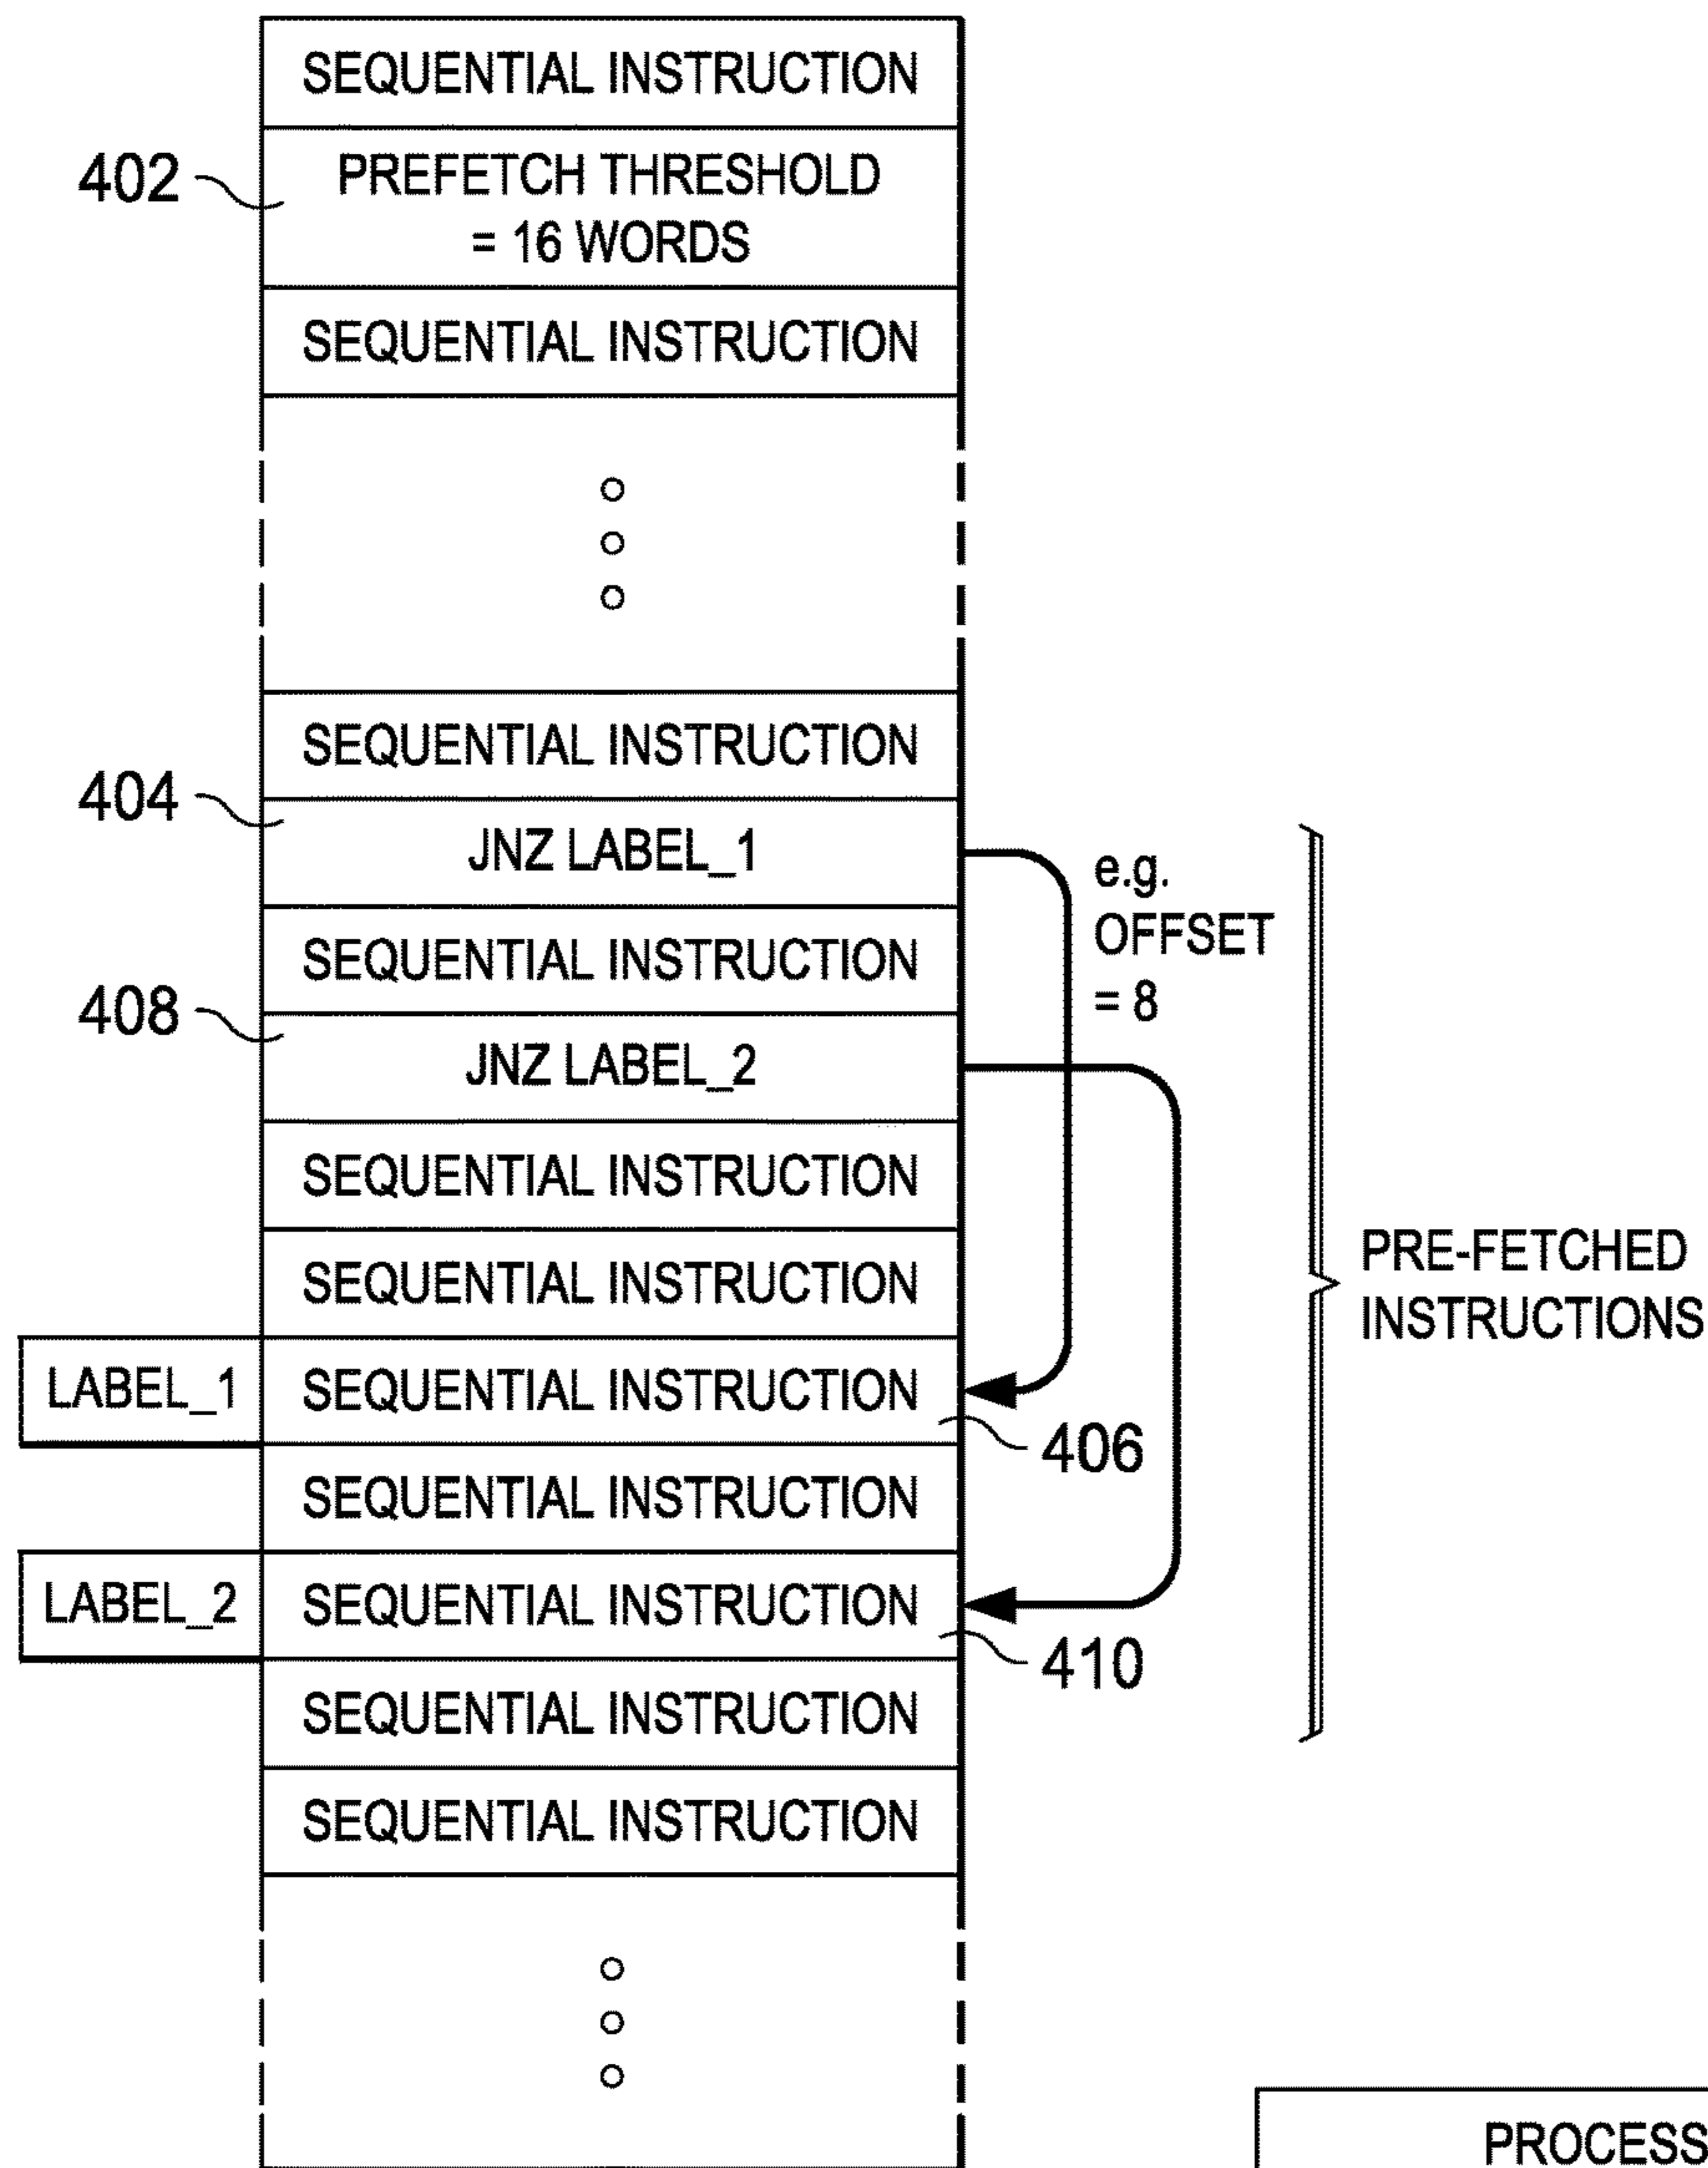 SEQUENTIAL INSTRUCTION
402
PREFETCH THRESHOLD
= 16 WORDS
SEQUENTIAL INSTRUCTION
SEQUENTIAL INSTRUCTION
404
JNZ LABEL_1
e.g.
OFFSET
= 8
SEQUENTIAL INSTRUCTION
408
JNZ LABEL_2
SEQUENTIAL INSTRUCTION
SEQUENTIAL INSTRUCTION
PRE-FETCHED
INSTRUCTIONS
LABEL_1
SEQUENTIAL INSTRUCTION
406
SEQUENTIAL INSTRUCTION
LABEL_2
SEQUENTIAL INSTRUCTION
410
SEQUENTIAL INSTRUCTION
SEQUENTIAL INSTRUCTION
PROCESS